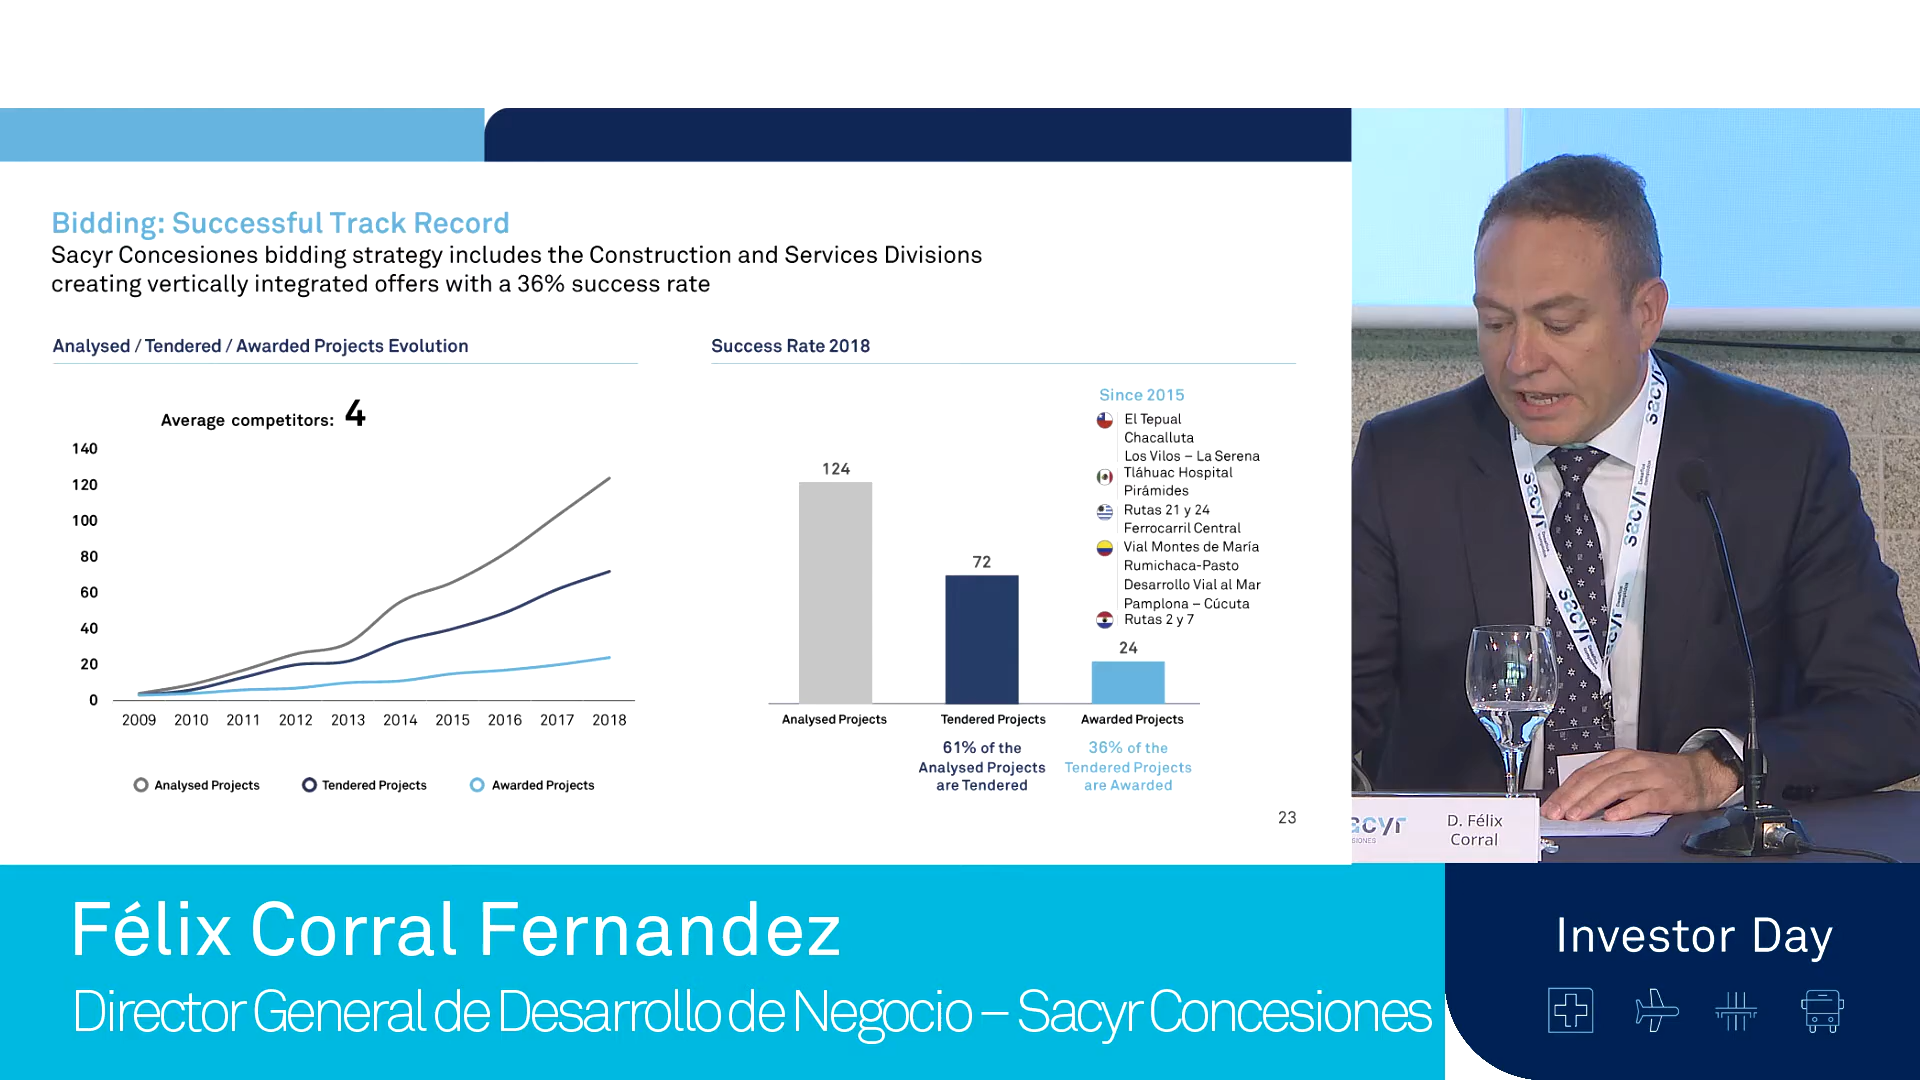 Bidding: Successful Track Record
Sacyr Concesiones bidding strategy includes the Construction and Services Divisions
creating vertically integrated offers with a 36% success rate
Analysed / Tendered / Awarded Projects Evolution
Average competitors: 4
140
120
100
80
60
40
20
0
2009 2010 2011 2012 2013 2014 2015 2016 2017 2018
Analysed Projects Tendered Projects Awarded Projects
Success Rate 2018
Since 2015
El Tepual
Chacalluta
Los Vilos – La Serena
Tláhuac Hospital
Pirámides
Rutas 21 y 24
Ferrocarril Central
Vial Montes de María
Rumichaca-Pasto
Desarrollo Vial al Mar
Pamplona – Cúcuta
Rutas 2 y 7
124
72
24
Analysed Projects Tendered Projects Awarded Projects
61% of the
Analysed Projects
are Tendered
36% of the
Tendered Projects
are Awarded
23
sacyr
sacyr
sacyr
sacyr
sacyr
D. Félix
Corral
Félix Corral Fernandez
Director General de Desarrollo de Negocio – Sacyr Concesiones
Investor Day